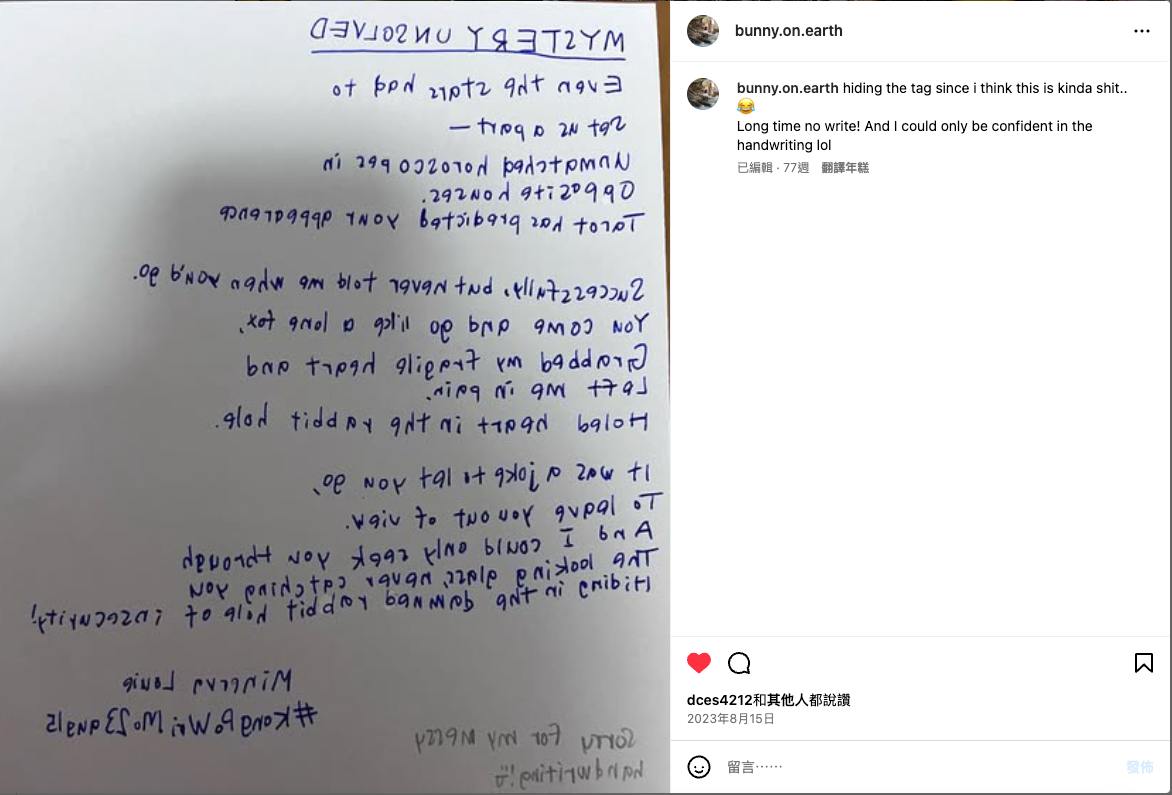 MYSTERY UNSOLVED
Even the stars had to
Set us a part —
Unmatched horoscopes in
Opposite houses.
Tarot has predicted your appearance
Successfully, but never told me when you'd go.
You come and go like a lone fox,
Grabbed my fragile heart and
Left me in pain.
Holed heart in the rabbit hole.
It was a joke to let you go,
To leave you out of view.
And I could only seek you through
The looking glass, never catching you
Hiding in the damned rabbit hole of insecurity!
Minerva
Sorry for my messy
handwriting!
bunny.on.earth
bunny.on.earth hiding the tag since i think this is kinda shit..
😂
Long time no write! And I could only be confident in the
handwriting lol
已編輯 · 77週 翻譯年糕
dces4212和其他人都說讚
2023年8月15日
留言……
發佈